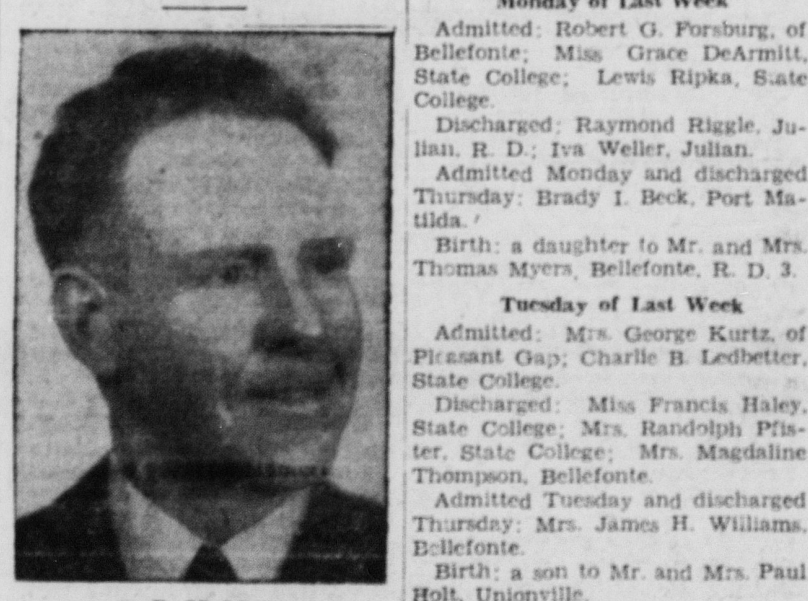 Monday of Last Week
Admitted: Robert G. Forsburg, of
Bellefonte; Miss Grace DeArmitt,
State College; Lewis Ripka, State
College.
Discharged: Raymond Riggle, Ju-
lian, R. D.; Iva Weller, Julian.
Admitted Monday and discharged
Thursday: Brady I. Beck, Port Ma-
tilda.
Birth: a daughter to Mr. and Mrs.
Thomas Myers, Bellefonte, R. D. 3.
Tuesday of Last Week
Admitted: Mrs. George Kurtz, of
Pleasant Gap; Charlie B. Ledbetter,
State College.
Discharged: Miss Francis Haley,
State College; Mrs. Randolph Pfis-
ter, State College; Mrs. Magdaline
Thompson, Bellefonte.
Admitted Tuesday and discharged
Thursday: Mrs. James H. Williams,
Bellefonte.
Birth: a son to Mr. and Mrs. Paul
Holt, Unionville.